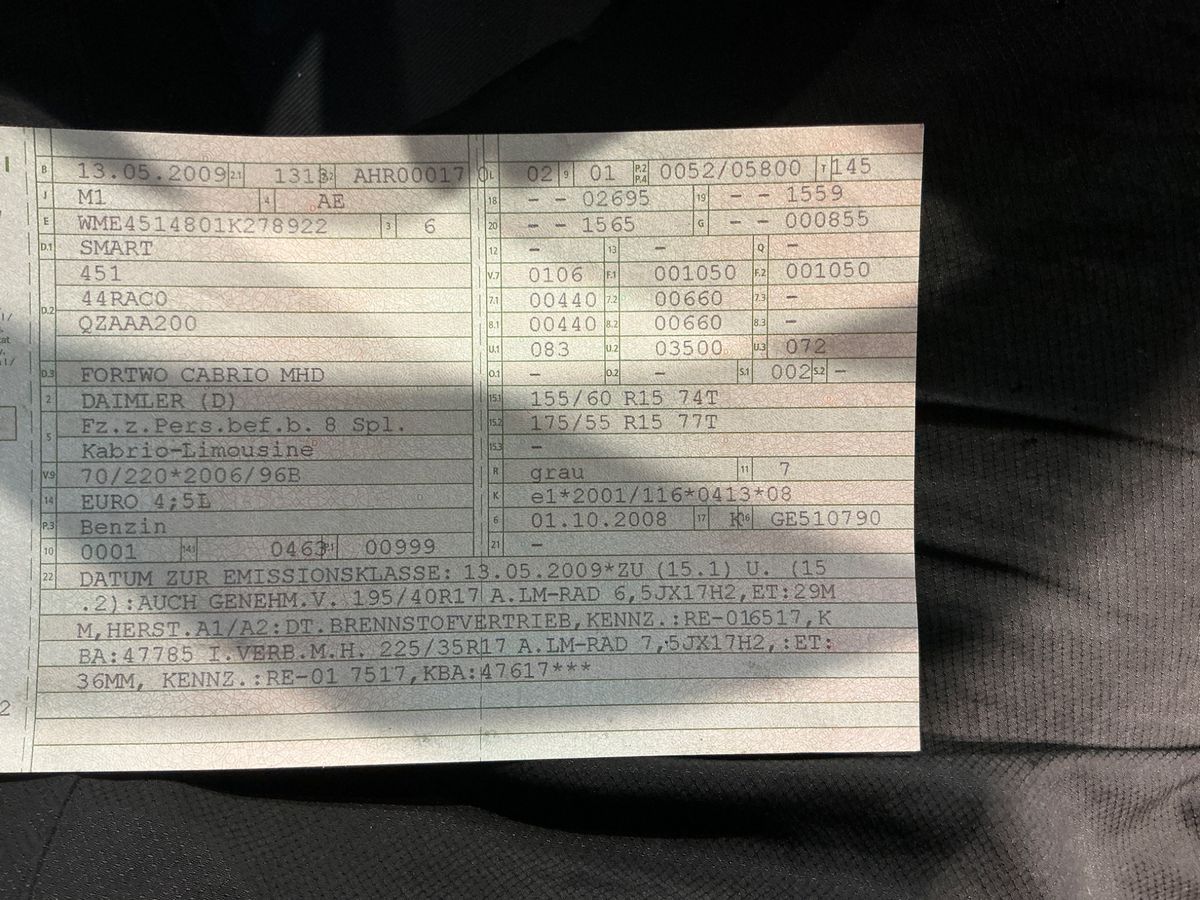 B 13.05.2009 2.1 1313 2.2 AHR00017 0 L 02 9 01 P.2 P.4 0052/05800 T 145
J M1 4 AE 18 - - 02695 19 - - 1559
E WME4514801K278922 3 6 20 - - 1565 G - - 000855
D.1 SMART 12 - 13 - Q -
451 V.7 0106 F.1 001050 F.2 001050
D.2 44RAC0 7.1 00440 7.2 00660 7.3 -
QZAAA200 8.1 00440 8.2 00660 8.3 -
U.1 083 U.2 03500 U.3 072
D.3 FORTWO CABRIO MHD O.1 - O.2 - S.1 002 S.2 -
2 DAIMLER (D) 15.1 155/60 R15 74T
5 Fz.z.Pers.bef.b. 8 Spl. 15.2 175/55 R15 77T
Kabrio-Limousine 15.3 -
V.9 70/220*2006/96B R grau 11 7
14 EURO 4;5L K e1*2001/116*0413*08
P.3 Benzin 6 01.10.2008 17 K 16 GE510790
10 0001 14.1 0463 P.1 00999 21 -
22 DATUM ZUR EMISSIONSKLASSE: 13.05.2009*ZU (15.1) U. (15
.2):AUCH GENEHM.V. 195/40R17 A.LM-RAD 6,5JX17H2,ET:29M
M,HERST.A1/A2:DT.BRENNSTOFVERTRIEB,KENNZ.:RE-016517,K
BA:47785 I.VERB.M.H. 225/35R17 A.LM-RAD 7,5JX17H2,:ET:
36MM, KENNZ.:RE-01 7517,KBA:47617***